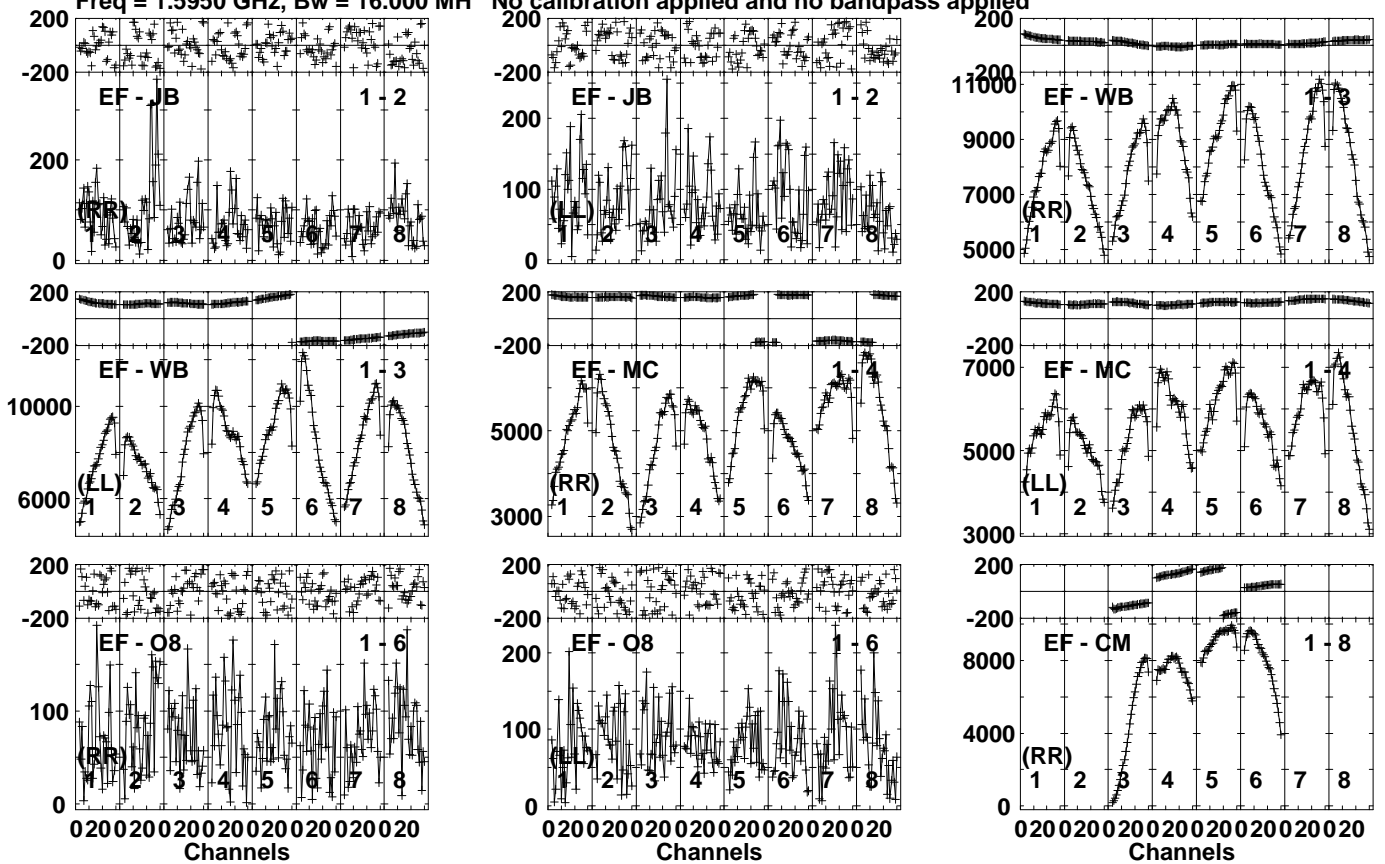 Freq = 1.5950 GHz, Bw = 16.000 MH No calibration applied and no bandpass applied
200
-200
EF - JB 1 - 2
200
(RR)
1 2 3 4 5 6 7 8
0
200
-200
EF - JB 1 - 2
200
100
(LL)
1 2 3 4 5 6 7 8
0
200
200
11000
EF - WB 1 - 3
9000
7000
(RR)
1 2 3 4 5 6 7 8
5000
200
-200
EF - WB 1 - 3
10000
(LL)
6000
1 2 3 4 5 6 7 8
200
-200
EF - MC 1 - 4
5000
(RR)
1 2 3 4 5 6 7 8
3000
200
-200
7000
EF - MC 1 - 4
5000
(LL)
1 2 3 4 5 6 7 8
3000
200
-200
EF - O8 1 - 6
100
(RR)
1 2 3 4 5 6 7 8
0
0 20 0 20 0 20 0 20 0 20 0 20 0 20 0 20
Channels
200
-200
EF - O8 1 - 6
200
100
(LL)
1 2 3 4 5 6 7 8
0
0 20 0 20 0 20 0 20 0 20 0 20 0 20 0 20
Channels
200
-200
EF - CM 1 - 8
8000
4000
(RR)
1 2 3 4 5 6 7 8
0
0 20 0 20 0 20 0 20 0 20 0 20 0 20 0 20
Channels